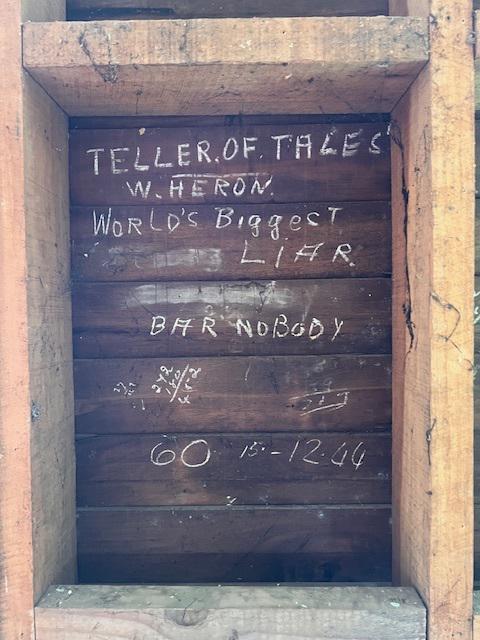 TELLER.OF.TALES
W. HERON.
WORLD'S BiggesT
LIAR
BAR NOBODY
60 15-12.44